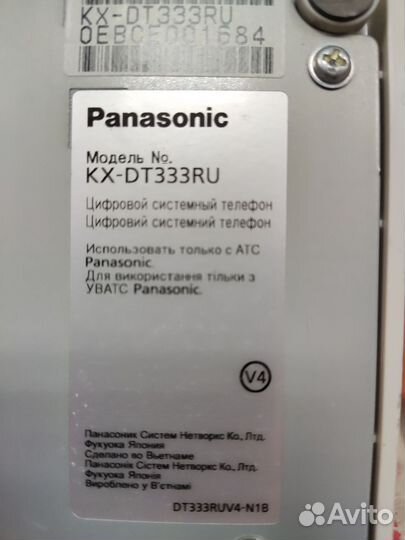 KX-DT333RU
0EBCE001684
Panasonic
Модель No.
KX-DT333RU
Цифровой системный телефон
Цифровий системний телефон
Использовать только с АТС
Panasonic.
Для використання тільки з
УВАТС Panasonic.
V4
Панасоник Систем Нетворкс Ко., Лтд.
Фукуока Япония
Сделано во Вьетнаме
Панасонік Сістем Нетворкс Ко., Лтд.
Фукуока Японія
Вироблено у В'єтнамі
DT333RUV4-N1B
Avito